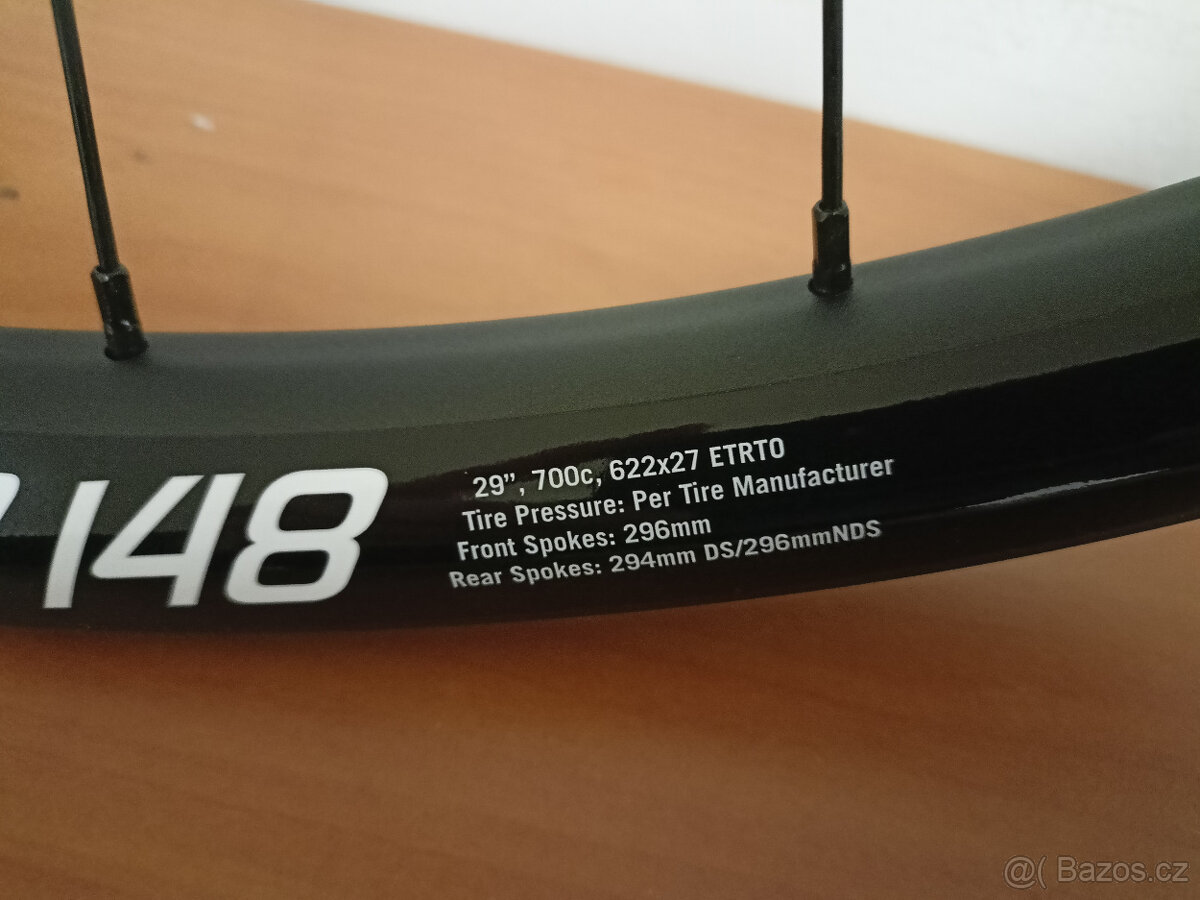 148
29”, 700c, 622x27 ETRTO
Tire Pressure: Per Tire Manufacturer
Front Spokes: 296mm
Rear Spokes: 294mm DS/296mmNDS
@( Bazos.cz